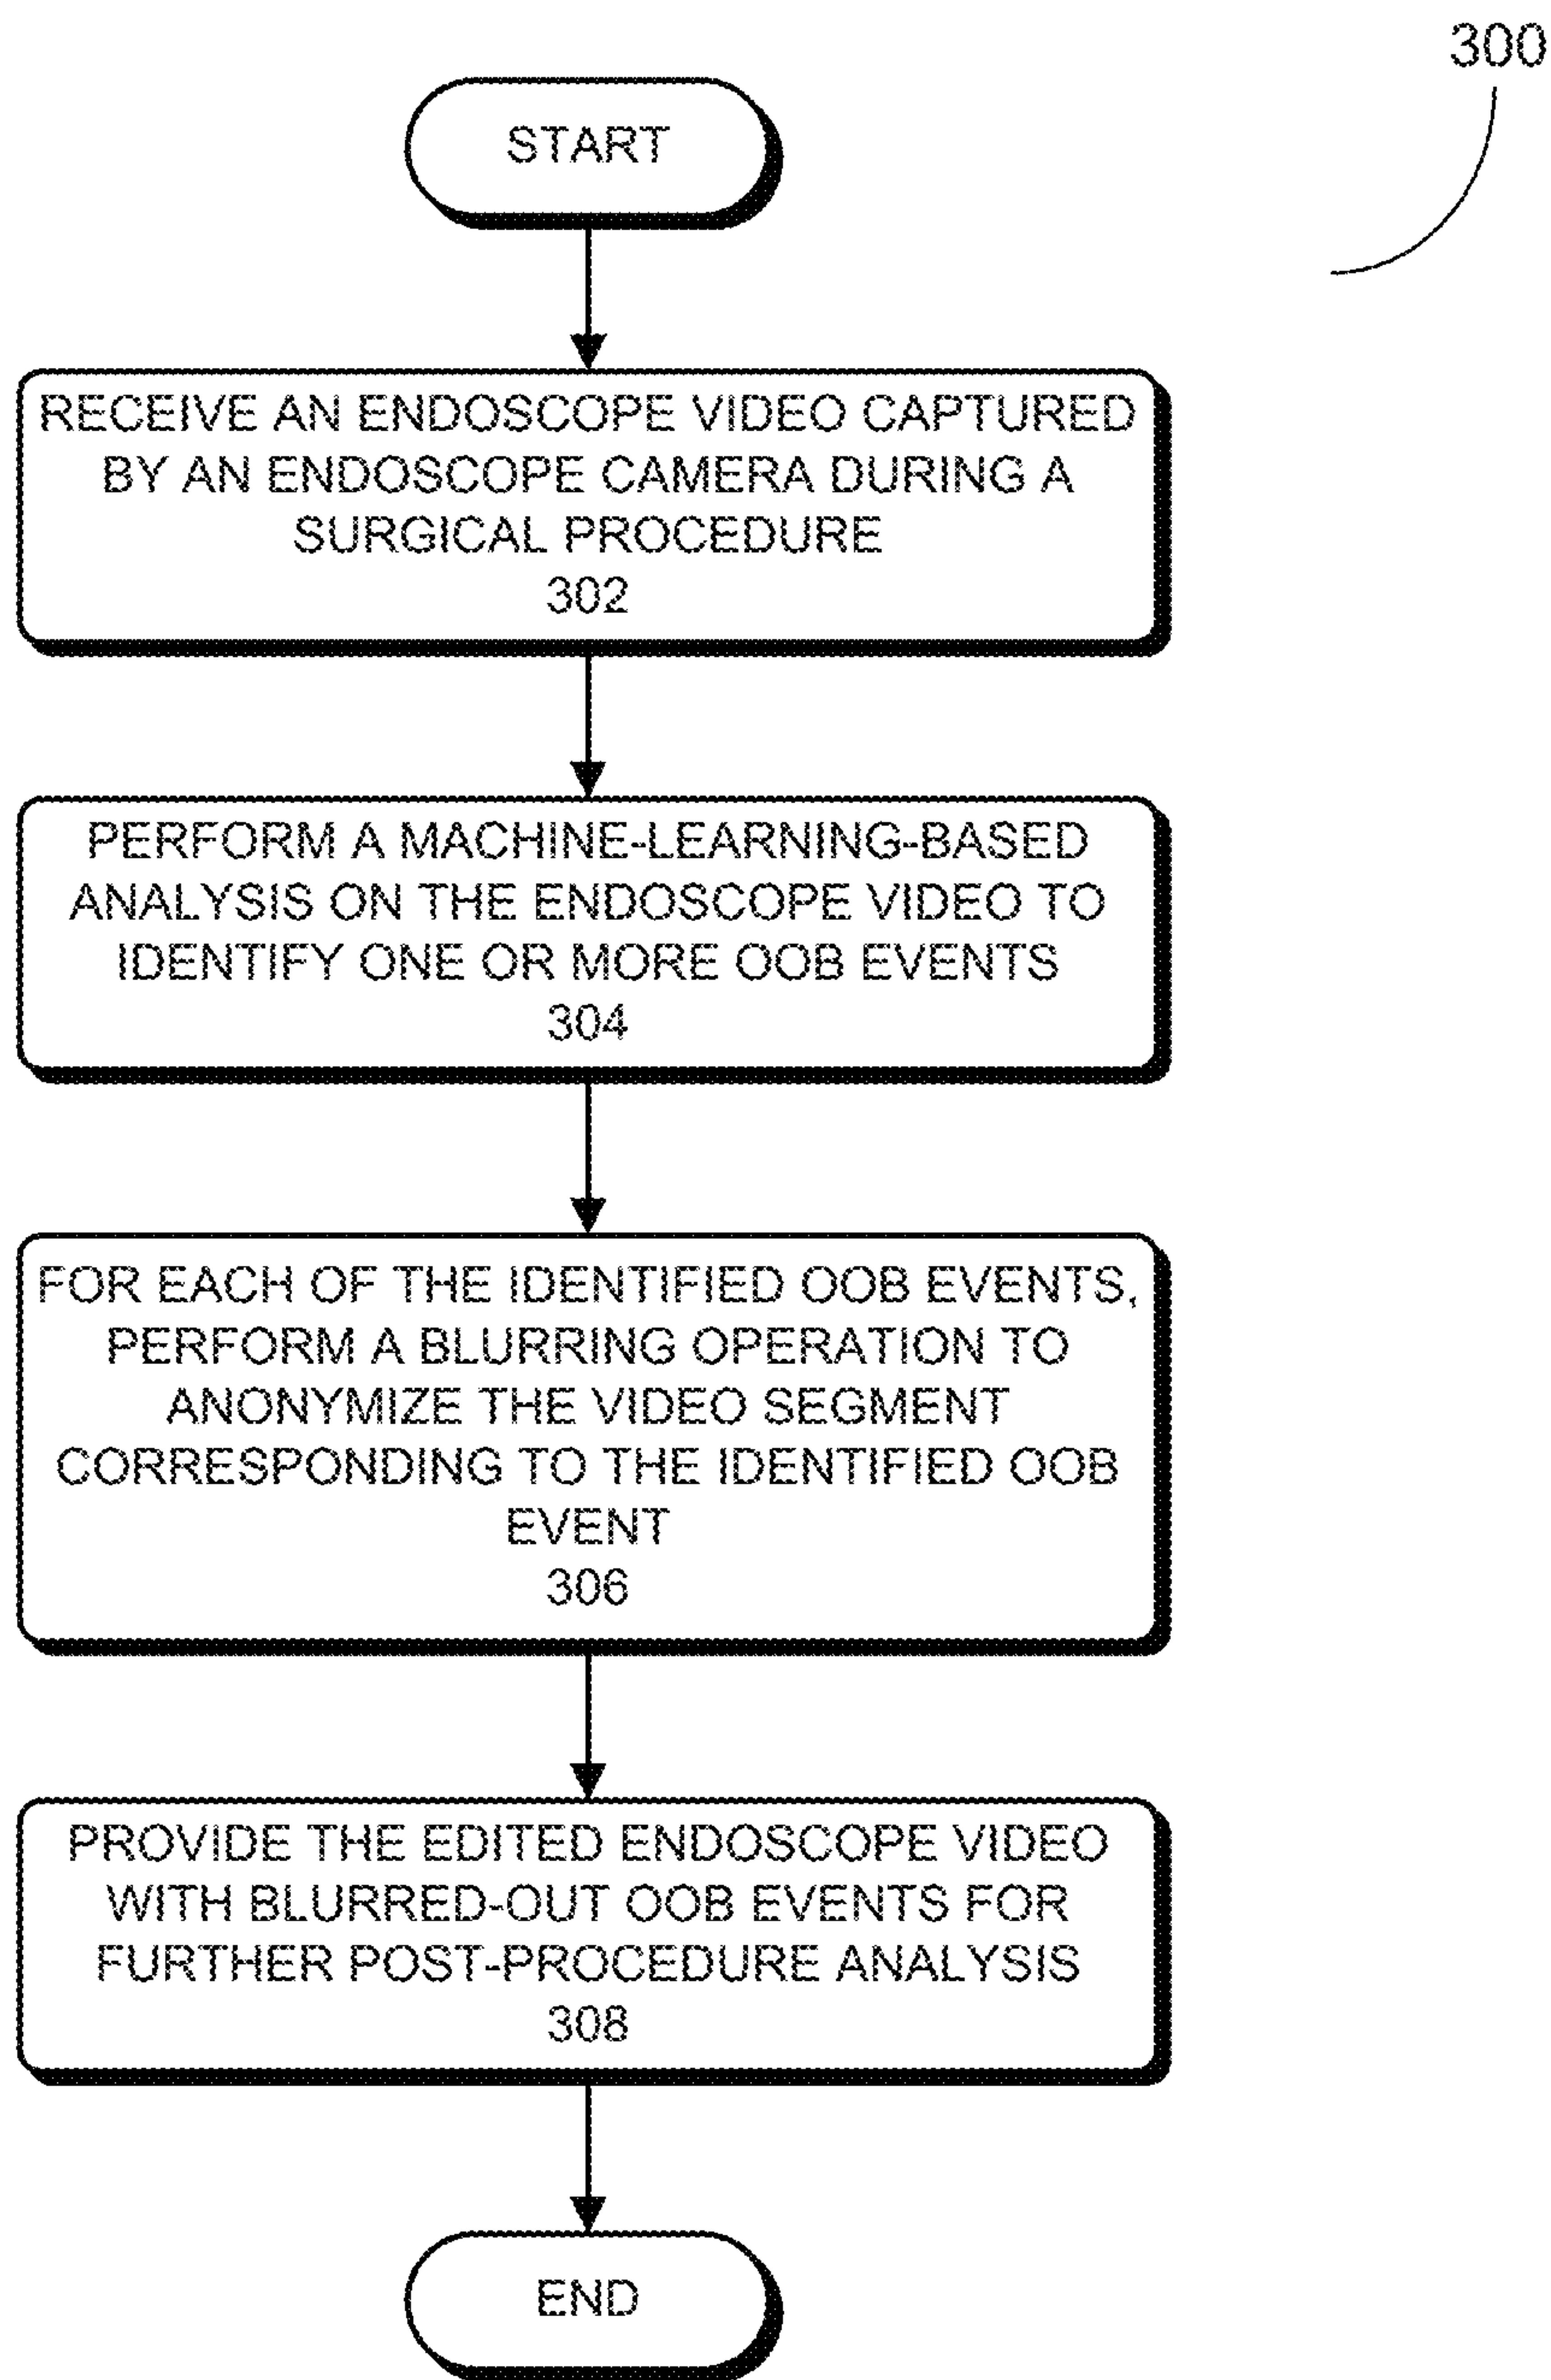 300
START
RECEIVE AN ENDOSCOPE VIDEO CAPTURED
BY AN ENDOSCOPE CAMERA DURING A
SURGICAL PROCEDURE
302
PERFORM A MACHINE-LEARNING-BASED
ANALYSIS ON THE ENDOSCOPE VIDEO TO
IDENTIFY ONE OR MORE OOB EVENTS
304
FOR EACH OF THE IDENTIFIED OOB EVENTS,
PERFORM A BLURRING OPERATION TO
ANONYMIZE THE VIDEO SEGMENT
CORRESPONDING TO THE IDENTIFIED OOB
EVENT
306
PROVIDE THE EDITED ENDOSCOPE VIDEO
WITH BLURRED-OUT OOB EVENTS FOR
FURTHER POST-PROCEDURE ANALYSIS
308
END